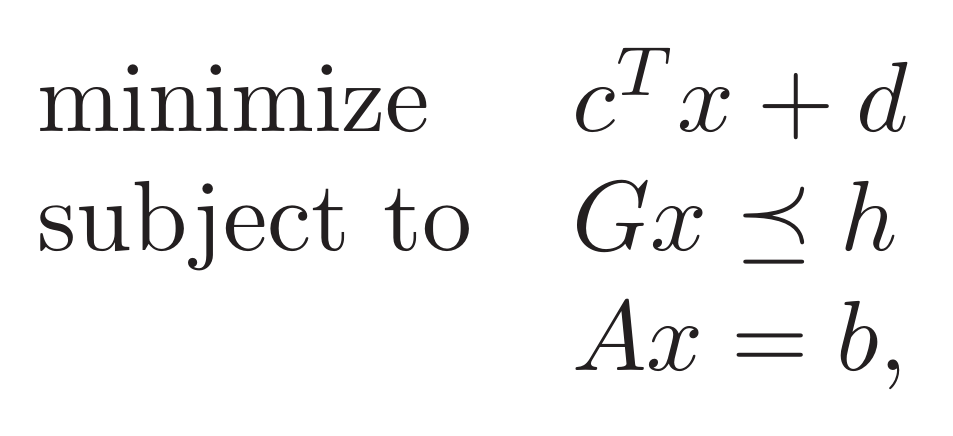 minimize c^T x + d
subject to Gx ⪯ h
Ax = b,